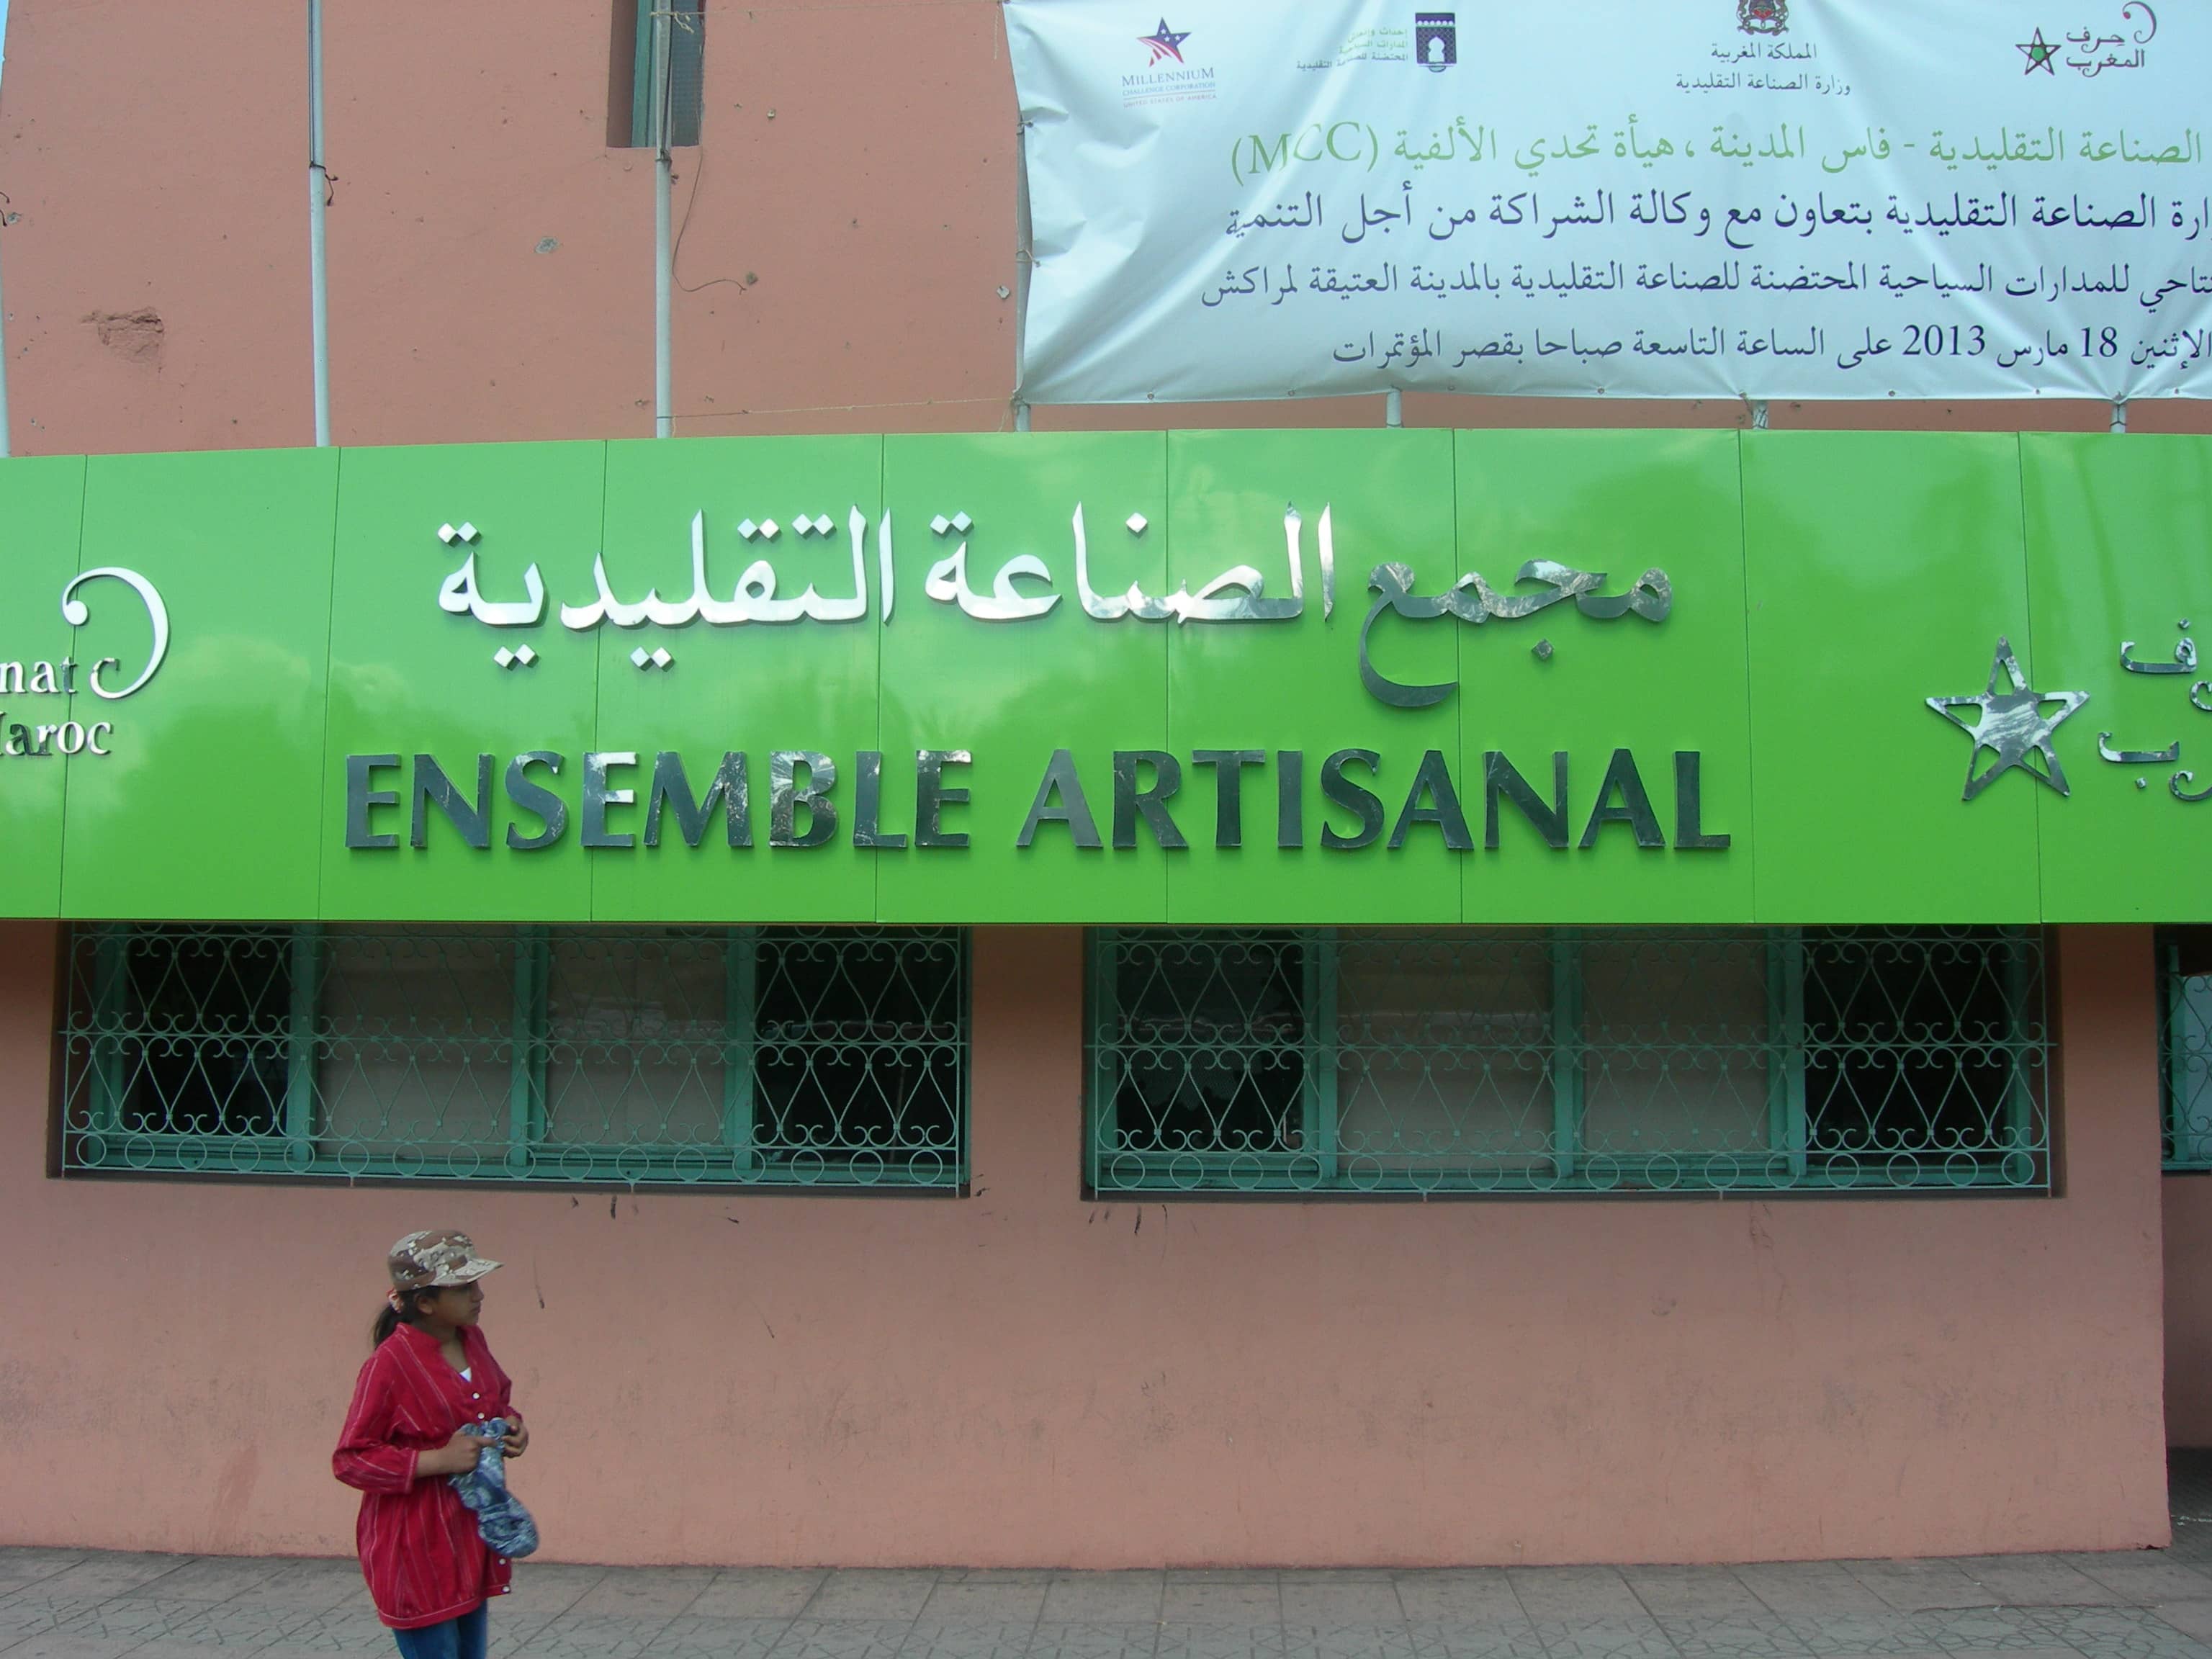 MILLENNIUM
CHALLENGE CORPORATION
UNITED STATES OF AMERICA
المملكة المغربية
وزارة الصناعة التقليدية
حرف
المغرب
الصناعة التقليدية - فاس المدينة ، هيأة تحدي الألفية (MCC)
ارة الصناعة التقليدية بتعاون مع وكالة الشراكة من أجل التنمية
تتاحي للمدارات السياحية المحتضنة للصناعة التقليدية بالمدينة العتيقة لمراكش
الإثنين 18 مارس 2013 على الساعة التاسعة صباحا بقصر المؤتمرات
مجمع الصناعة التقليدية
ENSEMBLE ARTISANAL
nat
aroc
ف
ب